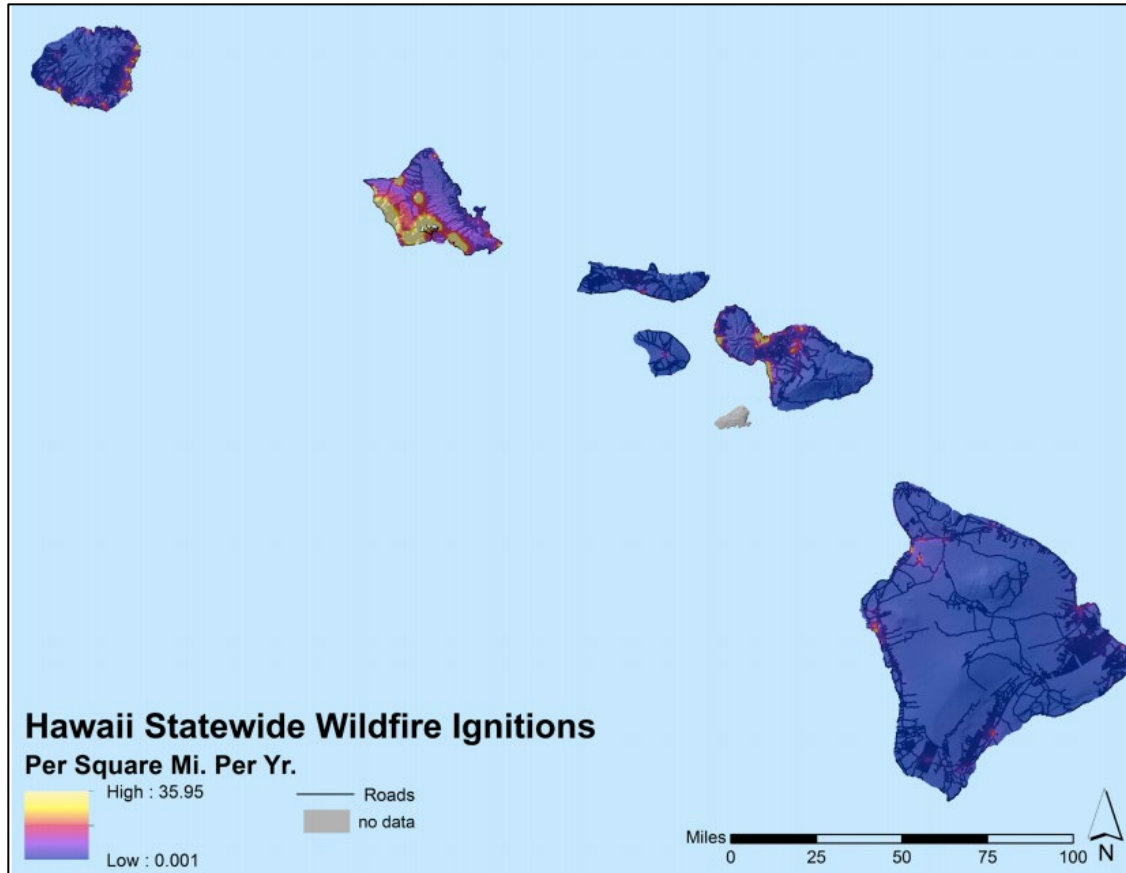 Hawaii Statewide Wildfire Ignitions
Per Square Mi. Per Yr.
High : 35.95
Low : 0.001
Roads
no data
Miles
0 25 50 75 100
N